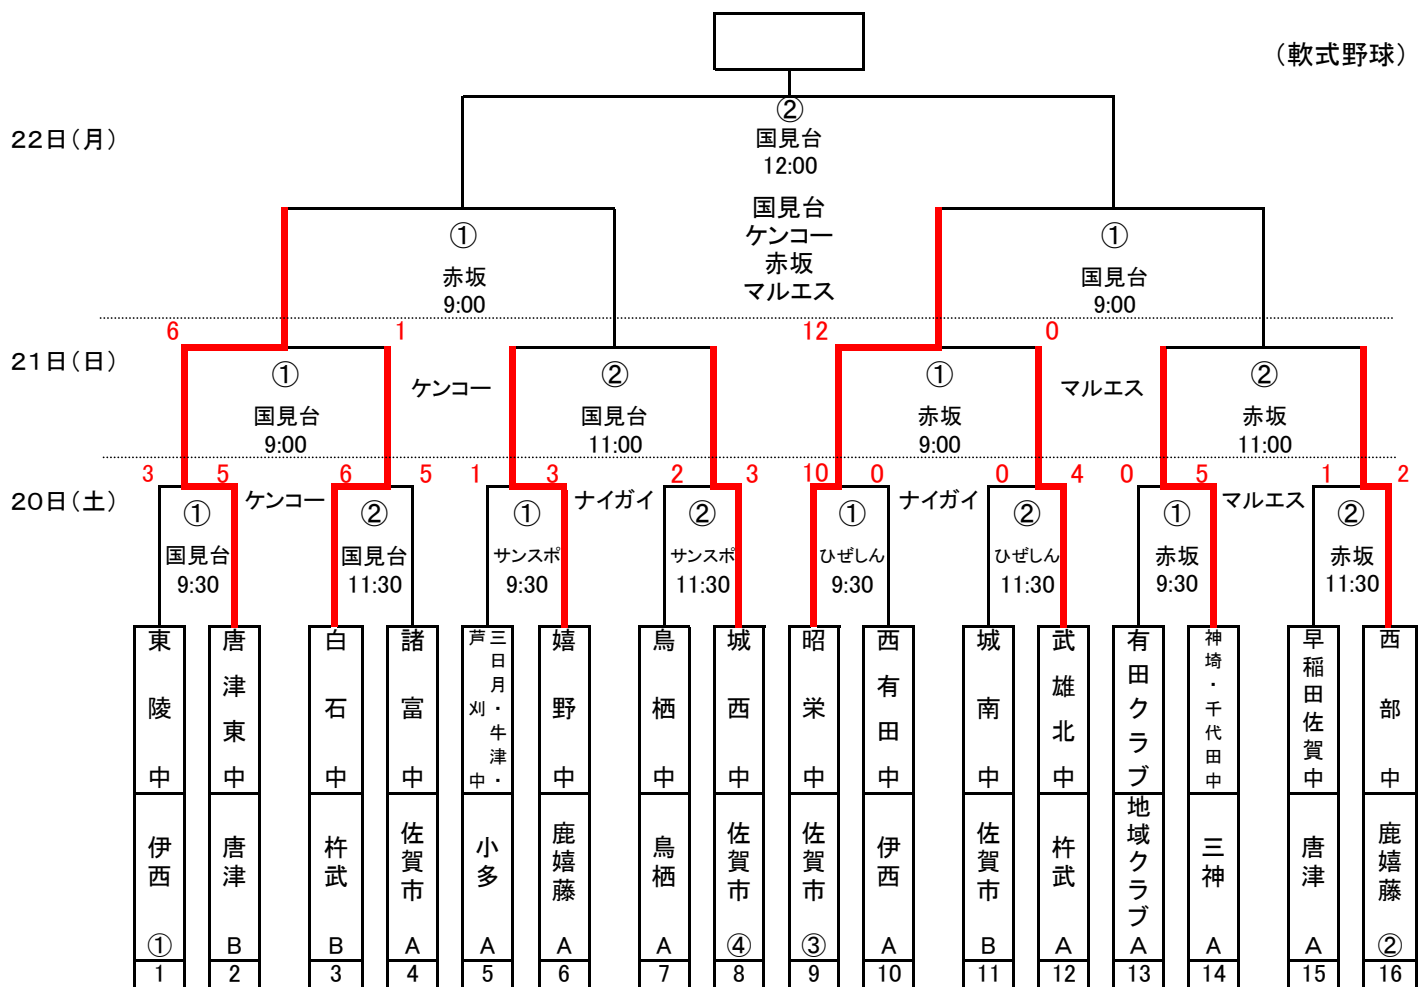 (軟式野球)
22日(月)
②
国見台
12:00
国見台
ケンコー
赤坂
マルエス
①
赤坂
9:00
①
国見台
9:00
6 1 12 0
21日(日)
①
国見台
9:00
ケンコー
②
国見台
11:00
①
赤坂
9:00
マルエス
②
赤坂
11:00
3 5 6 5 1 3 2 3 10 0 0 4 0 5 1 2
20日(土)
①
国見台
9:30
ケンコー
②
国見台
11:30
①
サンスポ
9:30
ナイガイ
②
サンスポ
11:30
①
ひぜしん
9:30
ナイガイ
②
ひぜしん
11:30
①
赤坂
9:30
マルエス
②
赤坂
11:30
東陵中
唐津東中
白石中
諸富中
三日月・牛津・
芦刈中
嬉野中
鳥栖中
城西中
昭栄中
西有田中
城南中
武雄北中
有田クラブ
神埼・千代田中
早稲田佐賀中
西部中
伊西 ①
唐津 B
杵武 B
佐賀市 A
小多 A
鹿嬉藤 A
鳥栖 A
佐賀市 ④
佐賀市 ③
伊西 A
佐賀市 B
杵武 A
地域クラブ A
三神 A
唐津 A
鹿嬉藤 ②
1 2 3 4 5 6 7 8 9 10 11 12 13 14 15 16